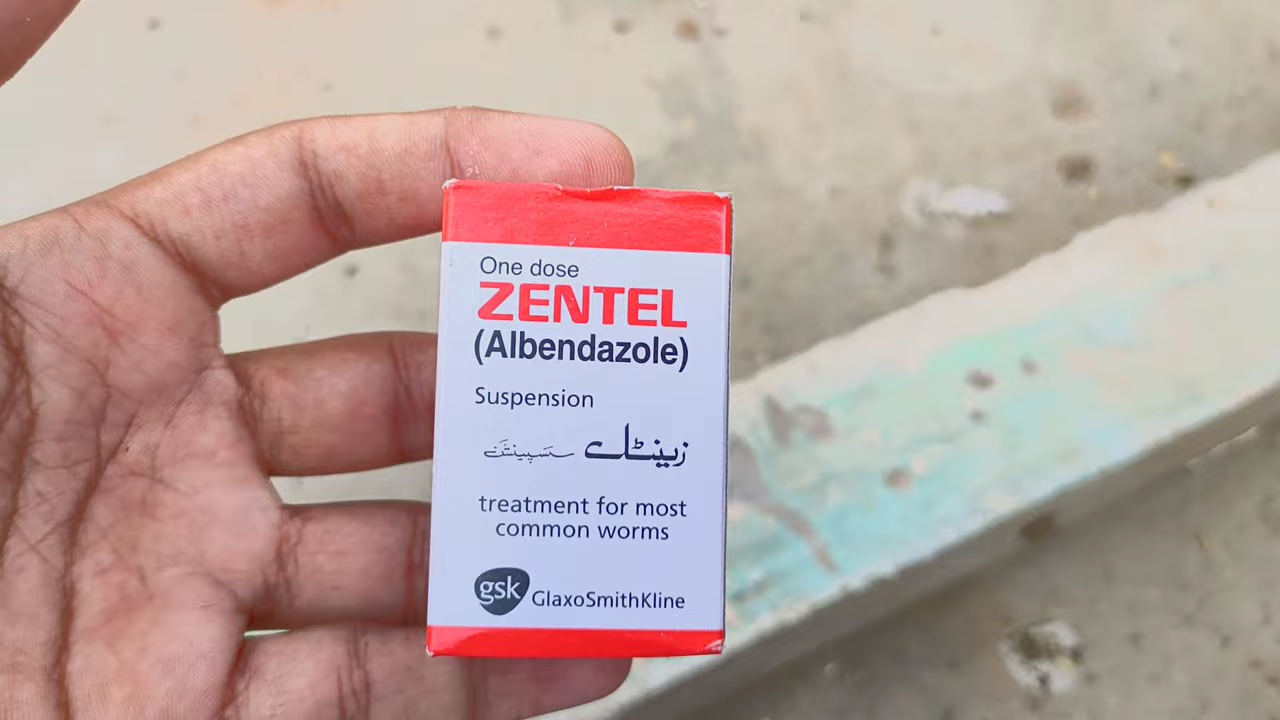 One dose
ZENTEL
(Albendazole)
Suspension
زینٹل سسپینشن
treatment for most
common worms
gsk GlaxoSmithKline